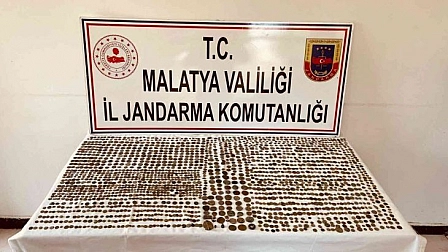 T.C.
MALATYA VALİLİĞİ
İL JANDARMA KOMUTANLIĞI